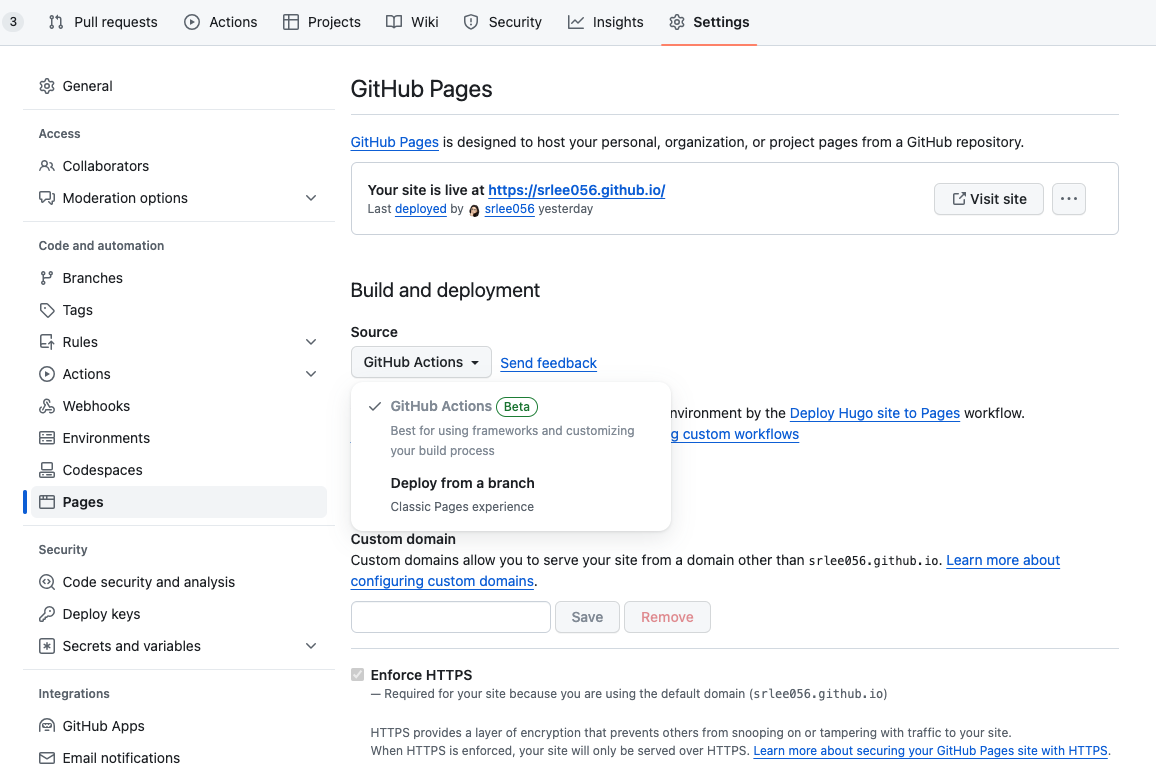 3 Pull requests Actions Projects Wiki Security Insights Settings
General
Access
Collaborators
Moderation options
Code and automation
Branches
Tags
Rules
Actions
Webhooks
Environments
Codespaces
Pages
Security
Code security and analysis
Deploy keys
Secrets and variables
Integrations
GitHub Apps
Email notifications
GitHub Pages
GitHub Pages is designed to host your personal, organization, or project pages from a GitHub repository.
Your site is live at https://srlee056.github.io/
Last deployed by srlee056 yesterday
Visit site
Build and deployment
Source
GitHub Actions Send feedback
GitHub Actions Beta
Best for using frameworks and customizing
your build process
Deploy from a branch
Classic Pages experience
nvironment by the Deploy Hugo site to Pages workflow.
g custom workflows
Custom domain
Custom domains allow you to serve your site from a domain other than srlee056.github.io. Learn more about
configuring custom domains.
Save Remove
Enforce HTTPS
— Required for your site because you are using the default domain (srlee056.github.io)
HTTPS provides a layer of encryption that prevents others from snooping on or tampering with traffic to your site.
When HTTPS is enforced, your site will only be served over HTTPS. Learn more about securing your GitHub Pages site with HTTPS.